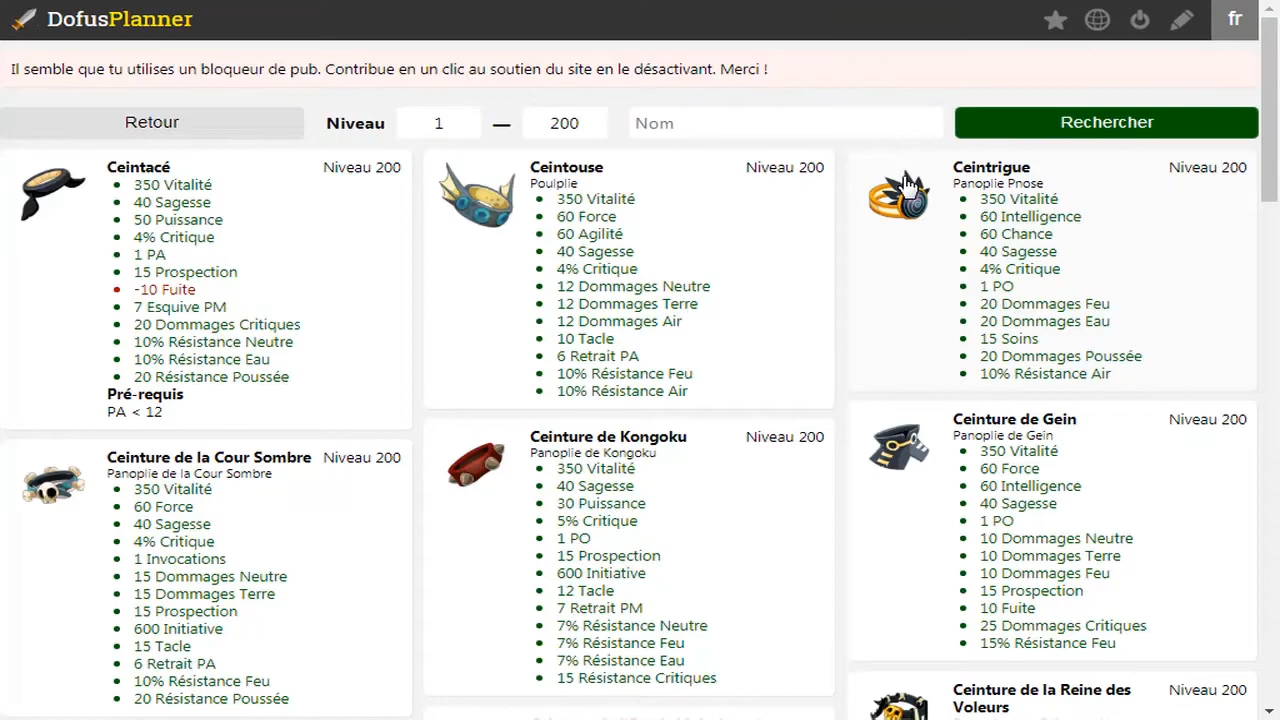 DofusPlanner
fr
Il semble que tu utilises un bloqueur de pub. Contribue en un clic au soutien du site en le désactivant. Merci !
Retour
Niveau
1
—
200
Nom
Rechercher
Ceintacé
Niveau 200
350 Vitalité
40 Sagesse
50 Puissance
4% Critique
1 PA
15 Prospection
-10 Fuite
7 Esquive PM
20 Dommages Critiques
10% Résistance Neutre
10% Résistance Eau
20 Résistance Poussée
Pré-requis
PA < 12
Ceintouse
Niveau 200
Poulplie
350 Vitalité
60 Force
60 Agilité
40 Sagesse
4% Critique
12 Dommages Neutre
12 Dommages Terre
12 Dommages Air
10 Tacle
6 Retrait PA
10% Résistance Feu
10% Résistance Air
Ceintrigue
Niveau 200
Panoplie Pnose
350 Vitalité
60 Intelligence
60 Chance
40 Sagesse
4% Critique
1 PO
20 Dommages Feu
20 Dommages Eau
15 Soins
20 Dommages Poussée
10% Résistance Air
Ceinture de la Cour Sombre
Niveau 200
Panoplie de la Cour Sombre
350 Vitalité
60 Force
40 Sagesse
4% Critique
1 Invocations
15 Dommages Neutre
15 Dommages Terre
15 Prospection
600 Initiative
15 Tacle
6 Retrait PA
10% Résistance Feu
20 Résistance Poussée
Ceinture de Kongoku
Niveau 200
Panoplie de Kongoku
350 Vitalité
40 Sagesse
30 Puissance
5% Critique
1 PO
15 Prospection
600 Initiative
12 Tacle
7 Retrait PM
7% Résistance Neutre
7% Résistance Feu
7% Résistance Eau
15 Résistance Critiques
Ceinture de Gein
Niveau 200
Panoplie de Gein
350 Vitalité
60 Force
60 Intelligence
40 Sagesse
1 PO
10 Dommages Neutre
10 Dommages Terre
10 Dommages Feu
15 Prospection
10 Fuite
25 Dommages Critiques
15% Résistance Feu
Ceinture de la Reine des
Voleurs
Niveau 200